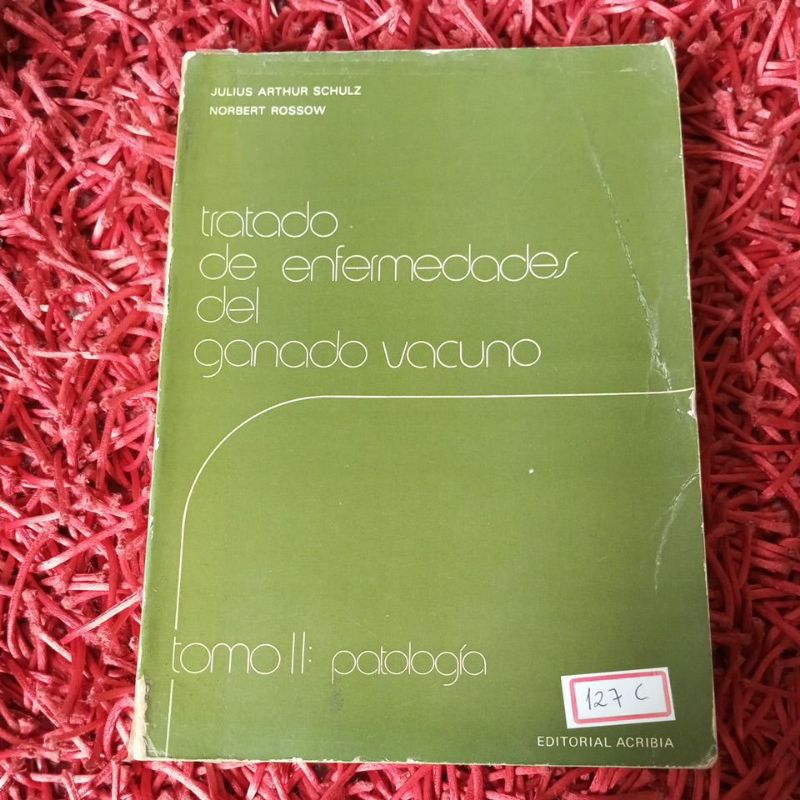 JULIUS ARTHUR SCHULZ
NORBERT ROSSOW
tratado
de enfermedades
del
ganado vacuno
tomo II: patología
127 C
EDITORIAL ACRIBIA